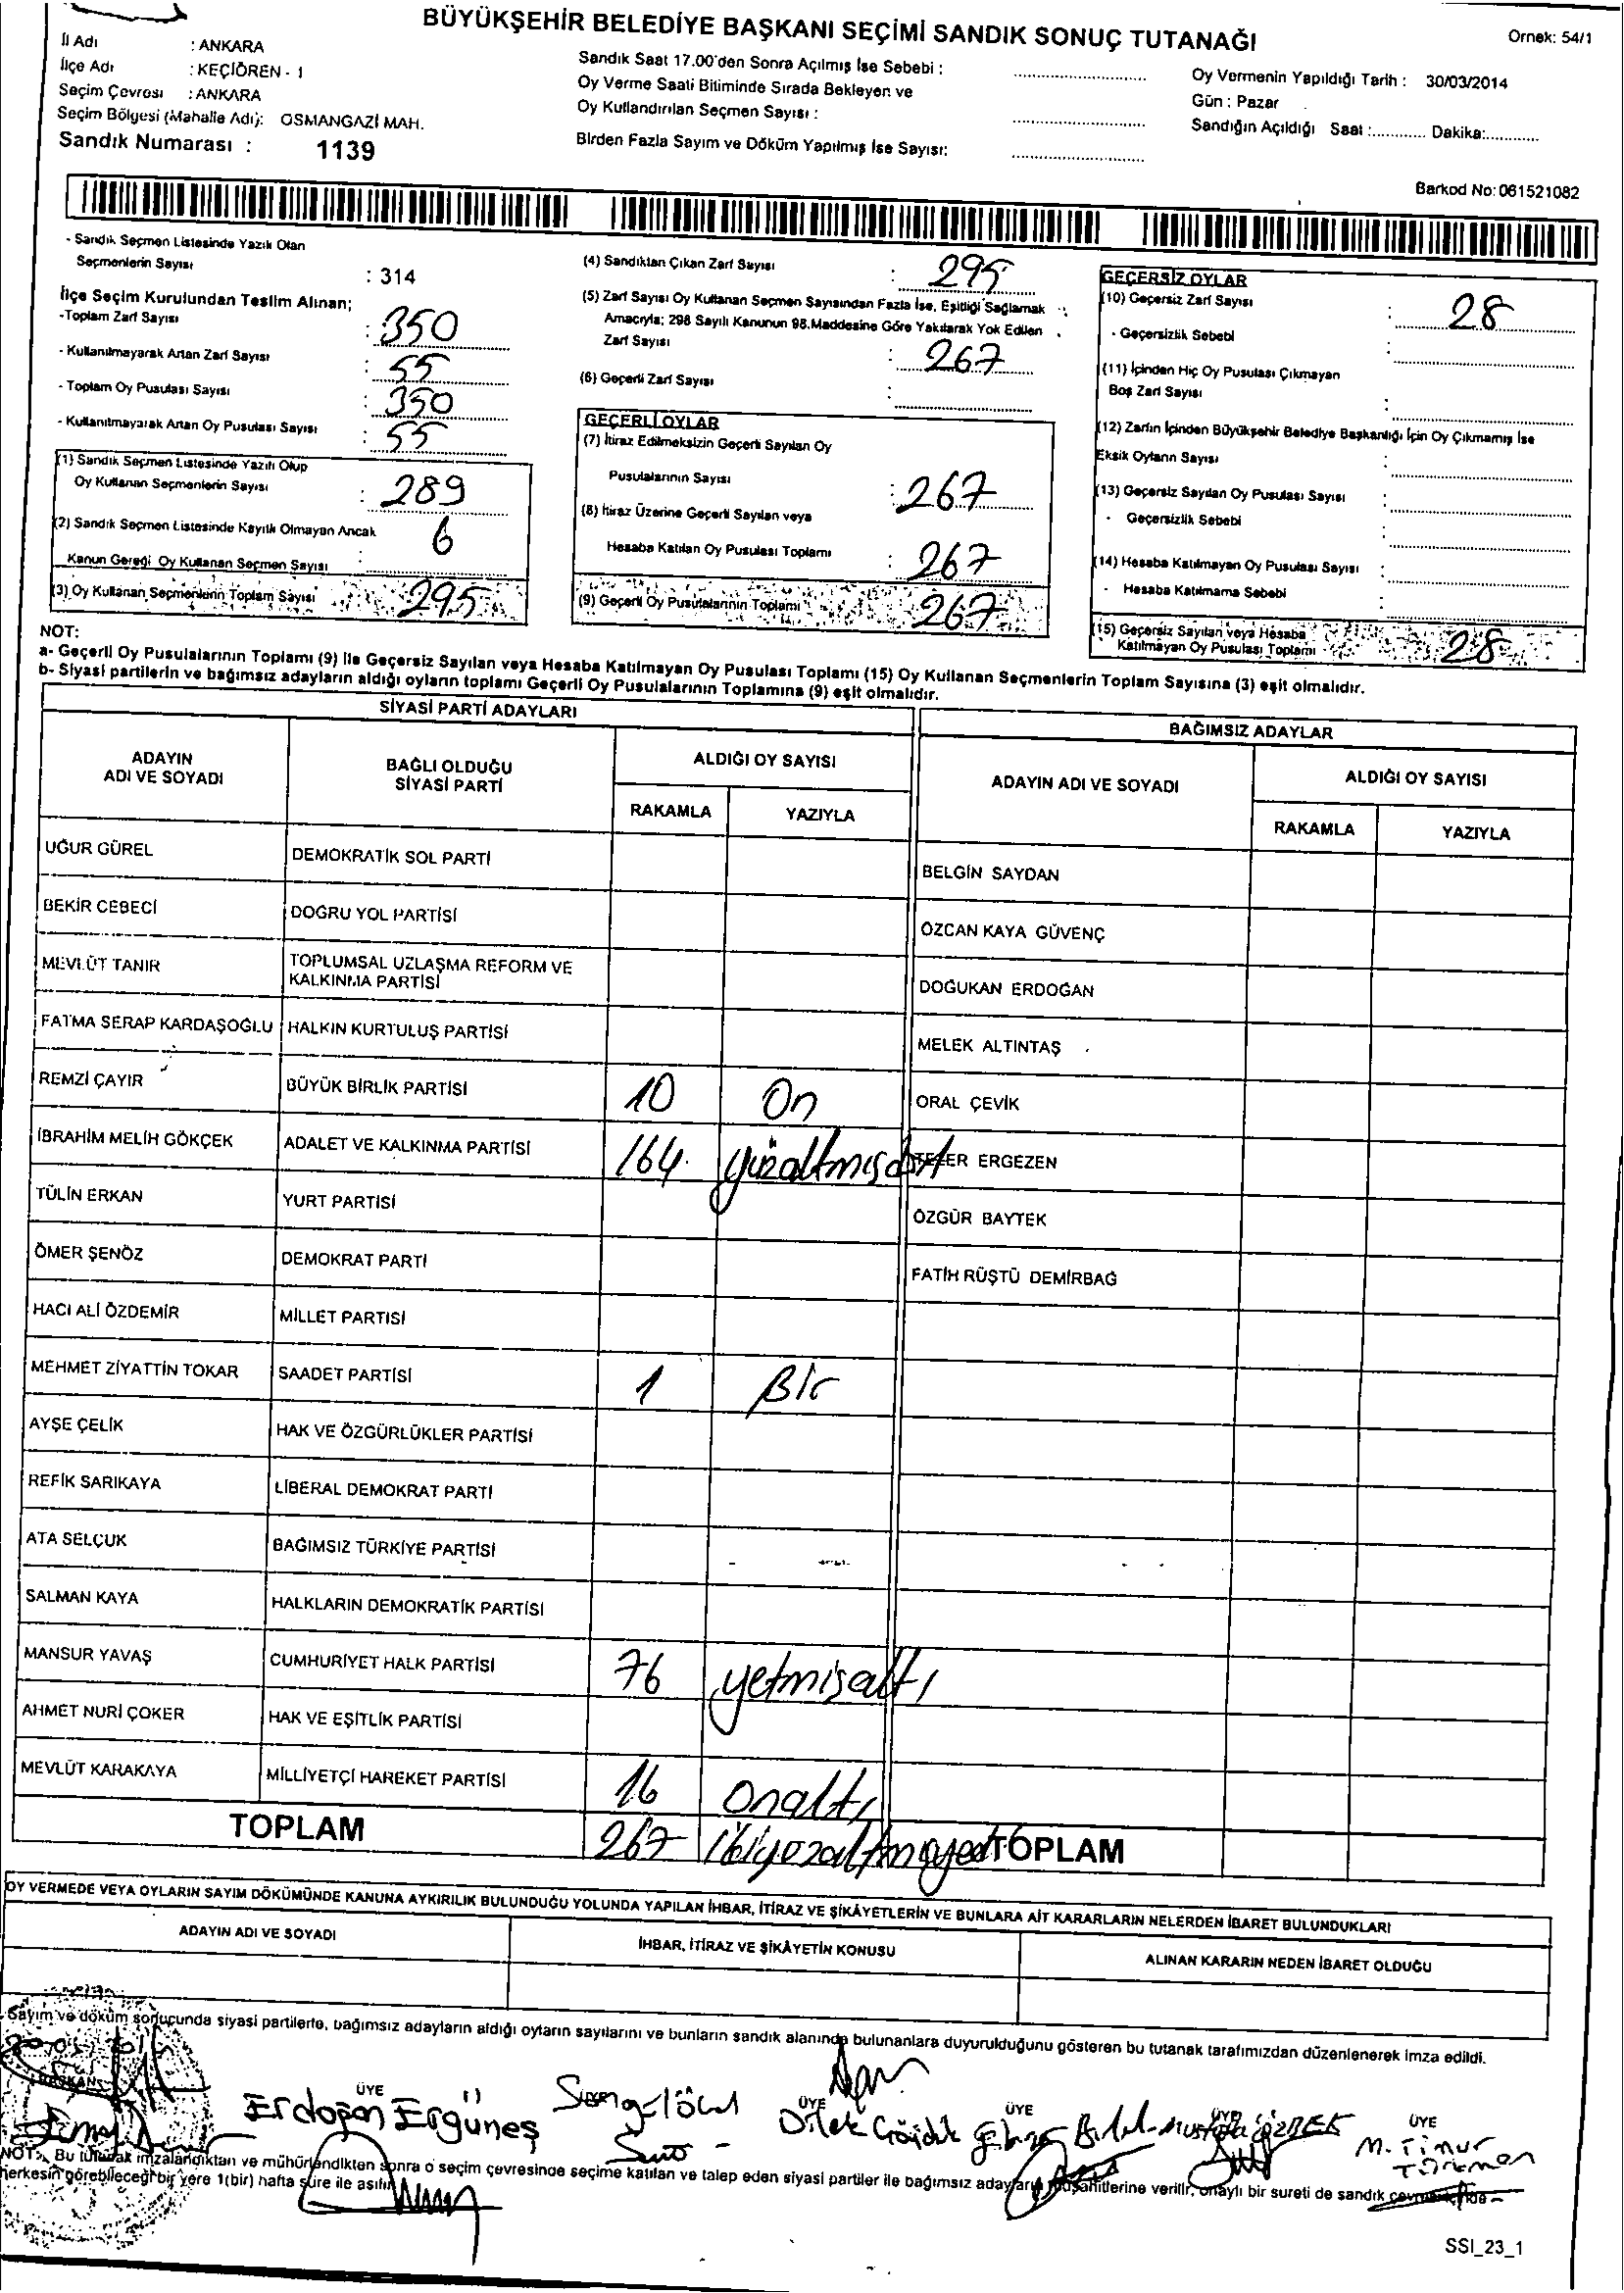 BÜYÜKŞEHİR BELEDİYE BAŞKANI SEÇİMİ SANDIK SONUÇ TUTANAĞI
Ornek: 54/1
İl Adı : ANKARA
İlçe Adı : KEÇİÖREN - 1
Seçim Çevresi : ANKARA
Seçim Bölgesi (Mahalle Adı): OSMANGAZİ MAH.
Sandık Numarası : 1139
Sandık Saat 17.00'den Sonra Açılmış İse Sebebi :
Oy Verme Saati Bitiminde Sırada Bekleyen ve
Oy Kullandırılan Seçmen Sayısı :
Birden Fazla Sayım ve Döküm Yapılmış İse Sayısı:
Oy Vermenin Yapıldığı Tarih : 30/03/2014
Gün : Pazar
Sandığın Açıldığı Saat :............ Dakika:............
Barkod No: 061521082
- Sandık Seçmen Listesinde Yazılı Olan
Seçmenlerin Sayısı : 314
İlçe Seçim Kurulundan Teslim Alınan;
-Toplam Zarf Sayısı : 350
- Kullanılmayarak Artan Zarf Sayısı : 55
- Toplam Oy Pusulası Sayısı : 350
- Kullanılmayarak Artan Oy Pusulası Sayısı : 55
(1) Sandık Seçmen Listesinde Yazılı Olup
Oy Kullanan Seçmenlerin Sayısı : 289
(2) Sandık Seçmen Listesinde Kayıtlı Olmayan Ancak
Kanun Gereği Oy Kullanan Seçmen Sayısı : 6
(3) Oy Kullanan Seçmenlerin Toplam Sayısı : 295
(4) Sandıktan Çıkan Zarf Sayısı : 295
(5) Zarf Sayısı Oy Kullanan Seçmen Sayısından Fazla İse, Eşitliği Sağlamak
Amacıyla; 298 Sayılı Kanunun 98.Maddesine Göre Yakılarak Yok Edilen
Zarf Sayısı : 267
(6) Geçerli Zarf Sayısı :
GEÇERLİ OYLAR
(7) İtiraz Edilmeksizin Geçerli Sayılan Oy
Pusulalarının Sayısı : 267
(8) İtiraz Üzerine Geçerli Sayılan veya
Hesaba Katılan Oy Pusulası Toplamı : 267
(9) Geçerli Oy Pusulalarının Toplamı : 267
GEÇERSİZ OYLAR
(10) Geçersiz Zarf Sayısı : 28
- Geçersizlik Sebebi :
(11) İçinden Hiç Oy Pusulası Çıkmayan
Boş Zarf Sayısı :
(12) Zarfın İçinden Büyükşehir Belediye Başkanlığı İçin Oy Çıkmamış İse
Eksik Oyların Sayısı :
(13) Geçersiz Sayılan Oy Pusulası Sayısı :
- Geçersizlik Sebebi :
(14) Hesaba Katılmayan Oy Pusulası Sayısı :
- Hesaba Katılmama Sebebi :
(15) Geçersiz Sayılan veya Hesaba
Katılmayan Oy Pusulası Toplamı : 28
NOT:
a- Geçerli Oy Pusulalarının Toplamı (9) ile Geçersiz Sayılan veya Hesaba Katılmayan Oy Pusulası Toplamı (15) Oy Kullanan Seçmenlerin Toplam Sayısına (3) eşit olmalıdır.
b- Siyasi partilerin ve bağımsız adayların aldığı oyların toplamı Geçerli Oy Pusulalarının Toplamına (9) eşit olmalıdır.
SİYASİ PARTİ ADAYLARI
ADAYIN ADI VE SOYADI
BAĞLI OLDUĞU SİYASİ PARTİ
ALDIĞI OY SAYISI
RAKAMLA YAZIYLA
UĞUR GÜREL DEMOKRATİK SOL PARTİ
BEKİR CEBECİ DOĞRU YOL PARTİSİ
MEVLÜT TANIR TOPLUMSAL UZLAŞMA REFORM VE KALKINMA PARTİSİ
FATMA SERAP KARDAŞOĞLU HALKIN KURTULUŞ PARTİSİ
REMZİ ÇAYIR BÜYÜK BİRLİK PARTİSİ 10 On
İBRAHİM MELİH GÖKÇEK ADALET VE KALKINMA PARTİSİ 164 yüzaltmışdört
TÜLİN ERKAN YURT PARTİSİ
ÖMER ŞENÖZ DEMOKRAT PARTİ
HACI ALİ ÖZDEMİR MİLLET PARTİSİ
MEHMET ZİYATTİN TOKAR SAADET PARTİSİ 1 Bir
AYŞE ÇELİK HAK VE ÖZGÜRLÜKLER PARTİSİ
REFİK SARIKAYA LİBERAL DEMOKRAT PARTİ
ATA SELÇUK BAĞIMSIZ TÜRKİYE PARTİSİ
SALMAN KAYA HALKLARIN DEMOKRATİK PARTİSİ
MANSUR YAVAŞ CUMHURİYET HALK PARTİSİ 76 yetmişaltı
AHMET NURİ ÇOKER HAK VE EŞİTLİK PARTİSİ
MEVLÜT KARAKAYA MİLLİYETÇİ HAREKET PARTİSİ 16 onaltı
TOPLAM 267
BAĞIMSIZ ADAYLAR
ADAYIN ADI VE SOYADI
ALDIĞI OY SAYISI
RAKAMLA YAZIYLA
BELGİN SAYDAN
ÖZCAN KAYA GÜVENÇ
DOĞUKAN ERDOĞAN
MELEK ALTINTAŞ
ORAL ÇEVİK
ERGEZEN
ÖZGÜR BAYTEK
FATİH RÜŞTÜ DEMİRBAĞ
TOPLAM
OY VERMEDE VEYA OYLARIN SAYIM DÖKÜMÜNDE KANUNA AYKIRILIK BULUNDUĞU YOLUNDA YAPILAN İHBAR, İTİRAZ VE ŞİKÂYETLERİN VE BUNLARA AİT KARARLARIN NELERDEN İBARET BULUNDUKLARI
ADAYIN ADI VE SOYADI
İHBAR, İTİRAZ VE ŞİKÂYETİN KONUSU
ALINAN KARARIN NEDEN İBARET OLDUĞU
Sayım ve döküm sonucunda siyasi partilerle, bağımsız adayların aldığı oyların sayılarını ve bunların sandık alanında bulunanlara duyurulduğunu gösteren bu tutanak tarafımızdan düzenlenerek imza edildi.
BAŞKAN
ÜYE ÜYE ÜYE ÜYE ÜYE
Erdoğan Ergüneş
Dilek
M. Timur
Türkmen
NOT: Bu tutanak imzalandıktan ve mühürlendikten sonra o seçim çevresinde seçime katılan ve talep eden siyasi partiler ile bağımsız adayların müşahitlerine verilir, onaylı bir sureti de sandık çevresi içinde
herkesin görebileceği bir yere 1(bir) hafta süre ile asılır.
SSI_23_1